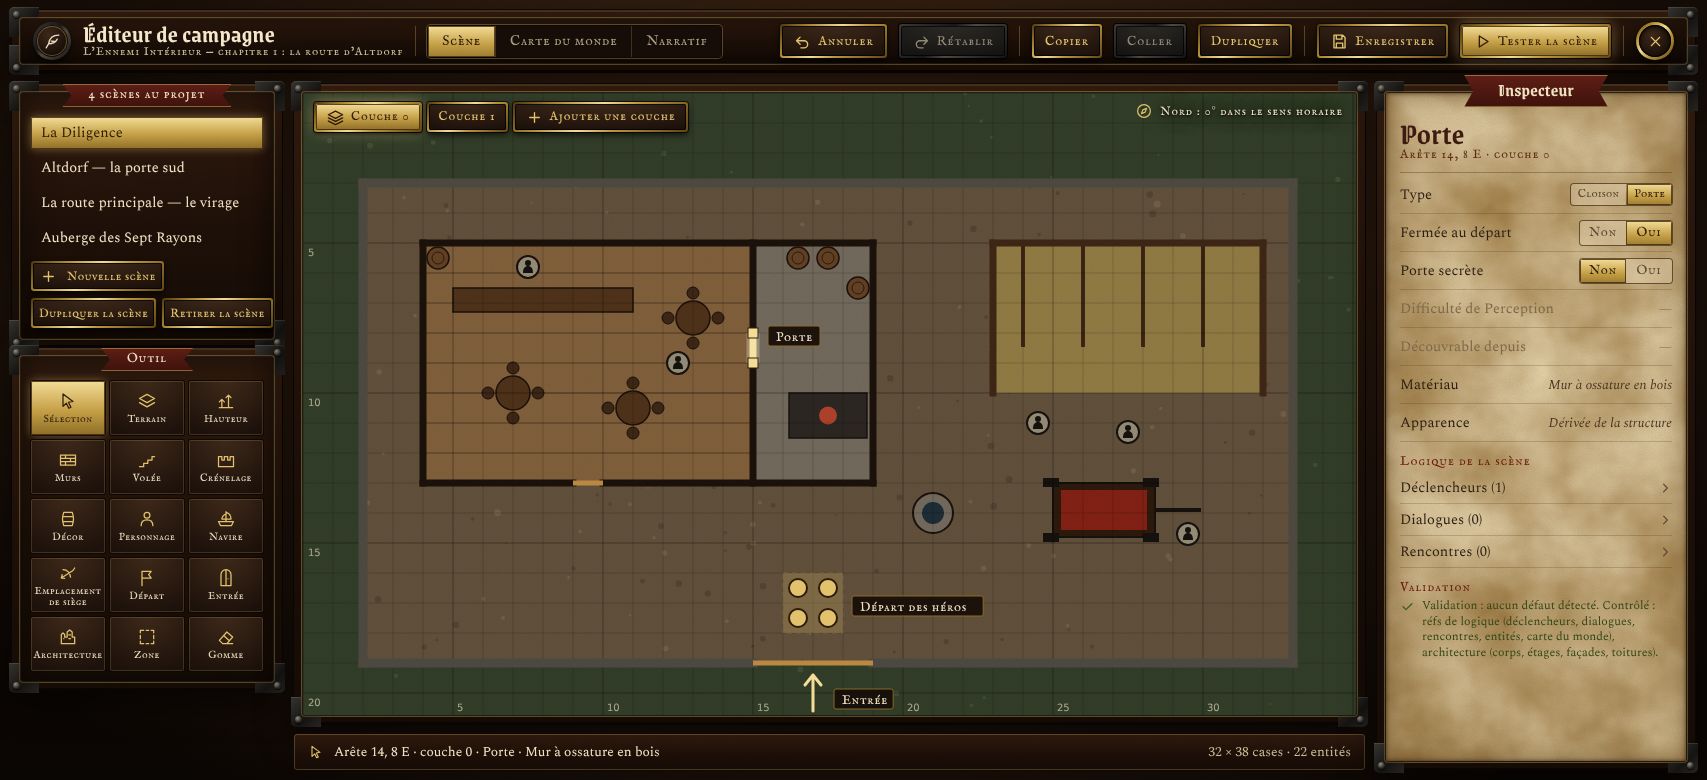 Éditeur de campagne
L'Ennemi Intérieur — chapitre 1 : la route d'Altdorf
Scène
Carte du monde
Narratif
Annuler
Rétablir
Copier
Coller
Dupliquer
Enregistrer
Tester la scène
4 scènes au projet
La Diligence
Altdorf — la porte sud
La route principale — le virage
Auberge des Sept Rayons
Nouvelle scène
Dupliquer la scène
Retirer la scène
Outil
Sélection
Terrain
Hauteur
Murs
Volée
Crénelage
Décor
Personnage
Navire
Emplacement de siège
Départ
Entrée
Architecture
Zone
Gomme
Couche 0
Couche 1
Ajouter une couche
Nord : 0° dans le sens horaire
5
10
15
20
Porte
Départ des héros
Entrée
5
10
15
20
25
30
Arête 14, 8 E · couche 0 · Porte · Mur à ossature en bois
32 × 38 cases · 22 entités
Inspecteur
Porte
Arête 14, 8 E · couche 0
Type
Cloison
Porte
Fermée au départ
Non
Oui
Porte secrète
Non
Oui
Difficulté de Perception
—
Découvrable depuis
—
Matériau
Mur à ossature en bois
Apparence
Dérivée de la structure
Logique de la scène
Déclencheurs (1)
Dialogues (0)
Rencontres (0)
Validation
Validation : aucun défaut détecté. Contrôlé :
réfs de logique (déclencheurs, dialogues,
rencontres, entités, carte du monde),
architecture (corps, étages, façades, toitures).